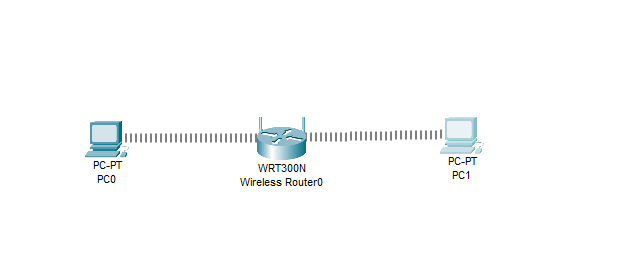 PC-PT
PC0
WRT300N
Wireless Router0
PC-PT
PC1